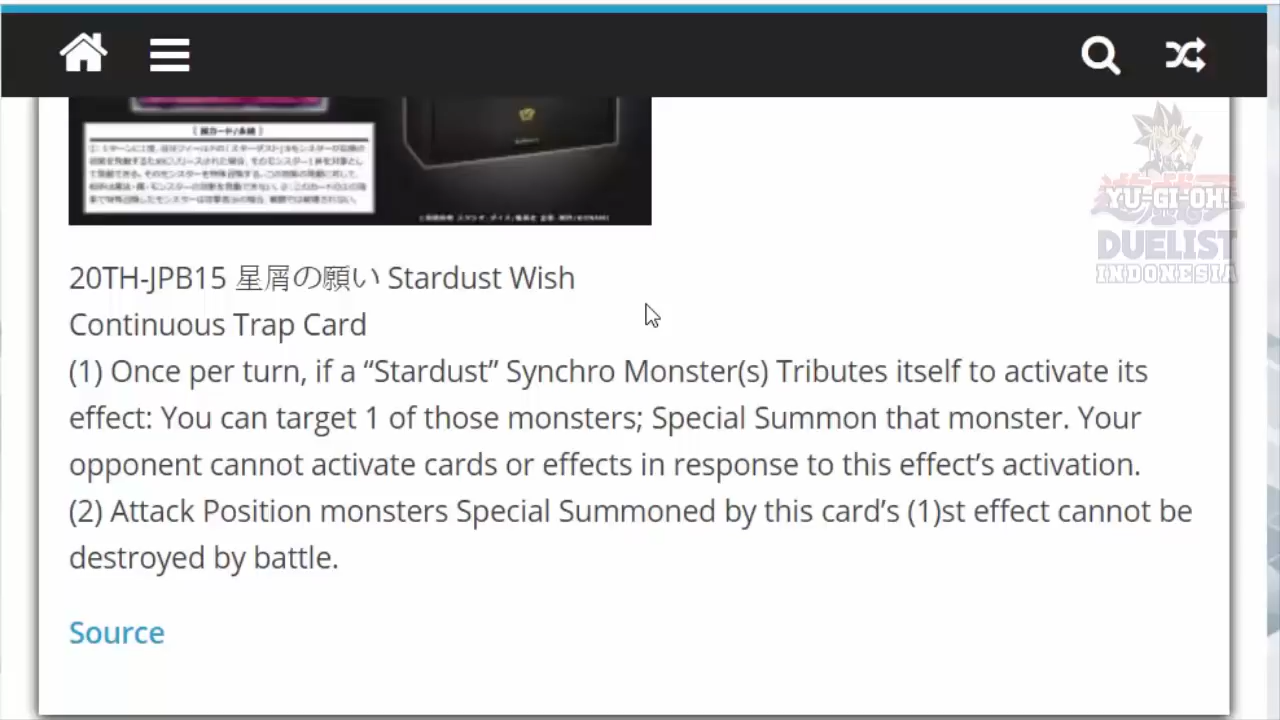 20TH-JPB15 星屑の願い Stardust Wish
Continuous Trap Card
(1) Once per turn, if a “Stardust” Synchro Monster(s) Tributes itself to activate its
effect: You can target 1 of those monsters; Special Summon that monster. Your
opponent cannot activate cards or effects in response to this effect’s activation.
(2) Attack Position monsters Special Summoned by this card’s (1)st effect cannot be
destroyed by battle.
Source
YU-GI-OH!
DUELIST
INDONESIA